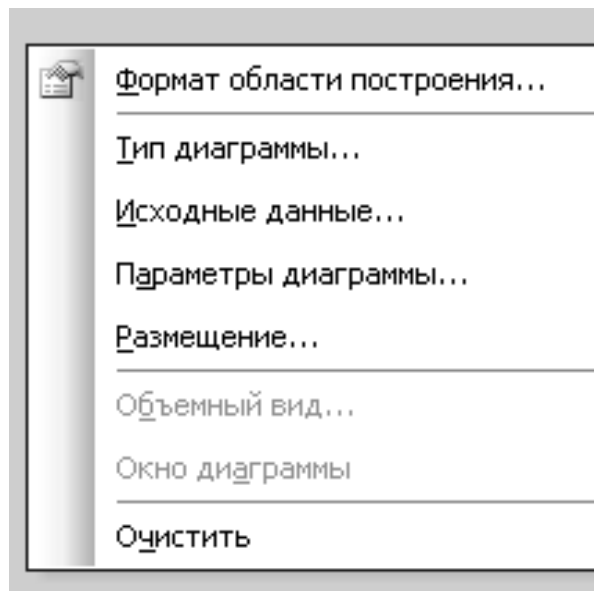 Формат области построения...
Тип диаграммы...
Исходные данные...
Параметры диаграммы...
Размещение...
Объемный вид...
Окно диаграммы
Очистить